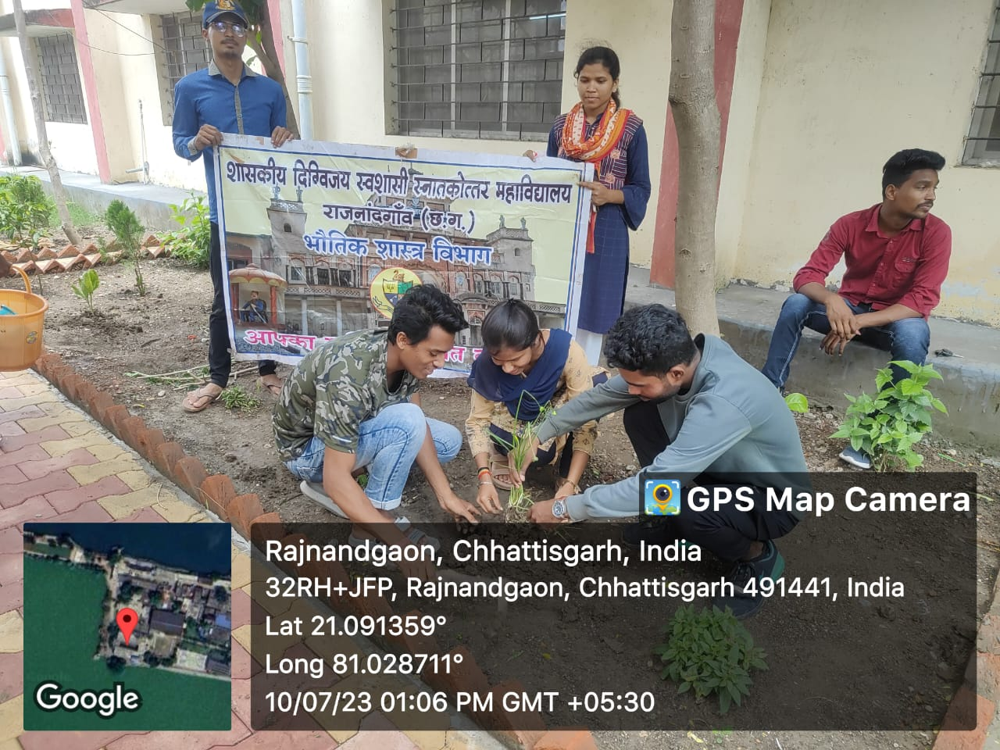 शासकीय दिग्विजय स्वशासी स्नातकोत्तर महाविद्यालय
राजनांदगाँव (छ.ग.)
भौतिक शास्त्र विभाग
आपका
GPS Map Camera
Rajnandgaon, Chhattisgarh, India
32RH+JFP, Rajnandgaon, Chhattisgarh 491441, India
Lat 21.091359°
Long 81.028711°
10/07/23 01:06 PM GMT +05:30
Google